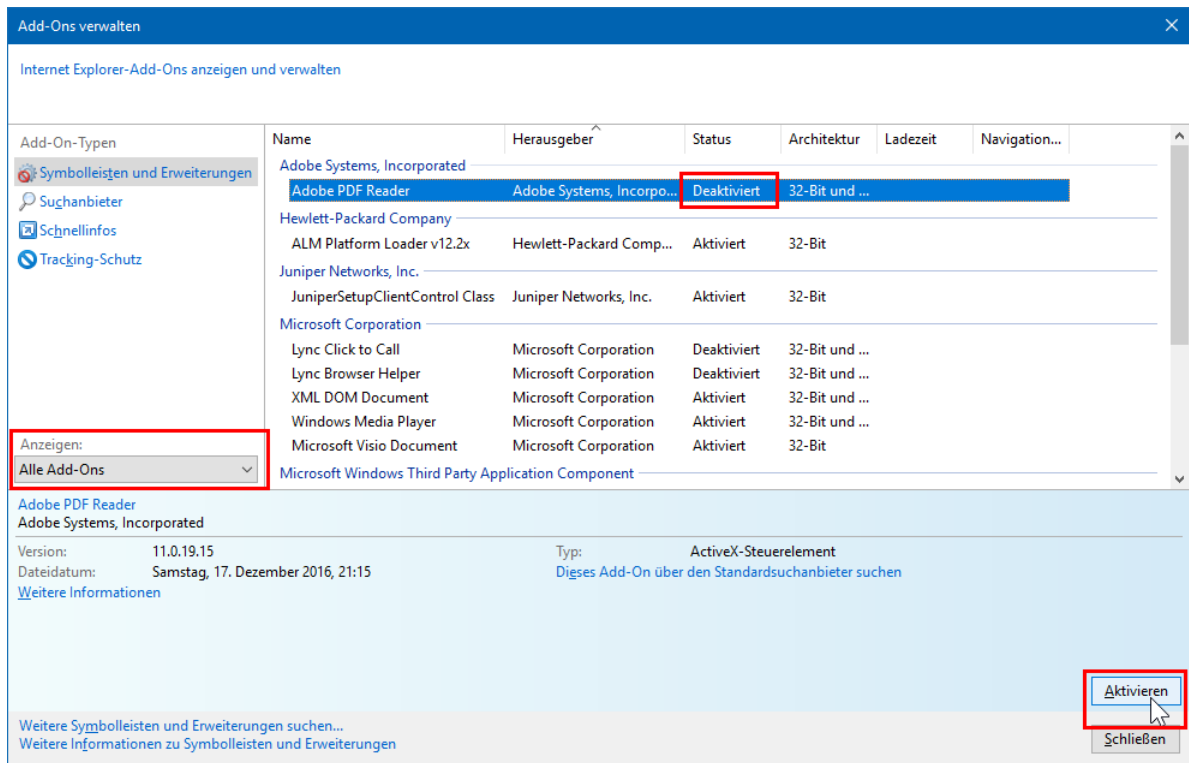 Add-Ons verwalten
Internet Explorer-Add-Ons anzeigen und verwalten
Add-On-Typen
Symbolleisten und Erweiterungen
Suchanbieter
Schnellinfos
Tracking-Schutz
Anzeigen:
Alle Add-Ons
Name Herausgeber Status Architektur Ladezeit Navigation...
Adobe Systems, Incorporated
Adobe PDF Reader Adobe Systems, Incorpo... Deaktiviert 32-Bit und ...
Hewlett-Packard Company
ALM Platform Loader v12.2x Hewlett-Packard Comp... Aktiviert 32-Bit
Juniper Networks, Inc.
JuniperSetupClientControl Class Juniper Networks, Inc. Aktiviert 32-Bit
Microsoft Corporation
Lync Click to Call Microsoft Corporation Deaktiviert 32-Bit und ...
Lync Browser Helper Microsoft Corporation Deaktiviert 32-Bit und ...
XML DOM Document Microsoft Corporation Aktiviert 32-Bit und ...
Windows Media Player Microsoft Corporation Aktiviert 32-Bit und ...
Microsoft Visio Document Microsoft Corporation Aktiviert 32-Bit
Microsoft Windows Third Party Application Component
Adobe PDF Reader
Adobe Systems, Incorporated
Version: 11.0.19.15 Typ: ActiveX-Steuerelement
Dateidatum: Samstag, 17. Dezember 2016, 21:15 Dieses Add-On über den Standardsuchanbieter suchen
Weitere Informationen
Aktivieren
Weitere Symbolleisten und Erweiterungen suchen...
Weitere Informationen zu Symbolleisten und Erweiterungen
Schließen